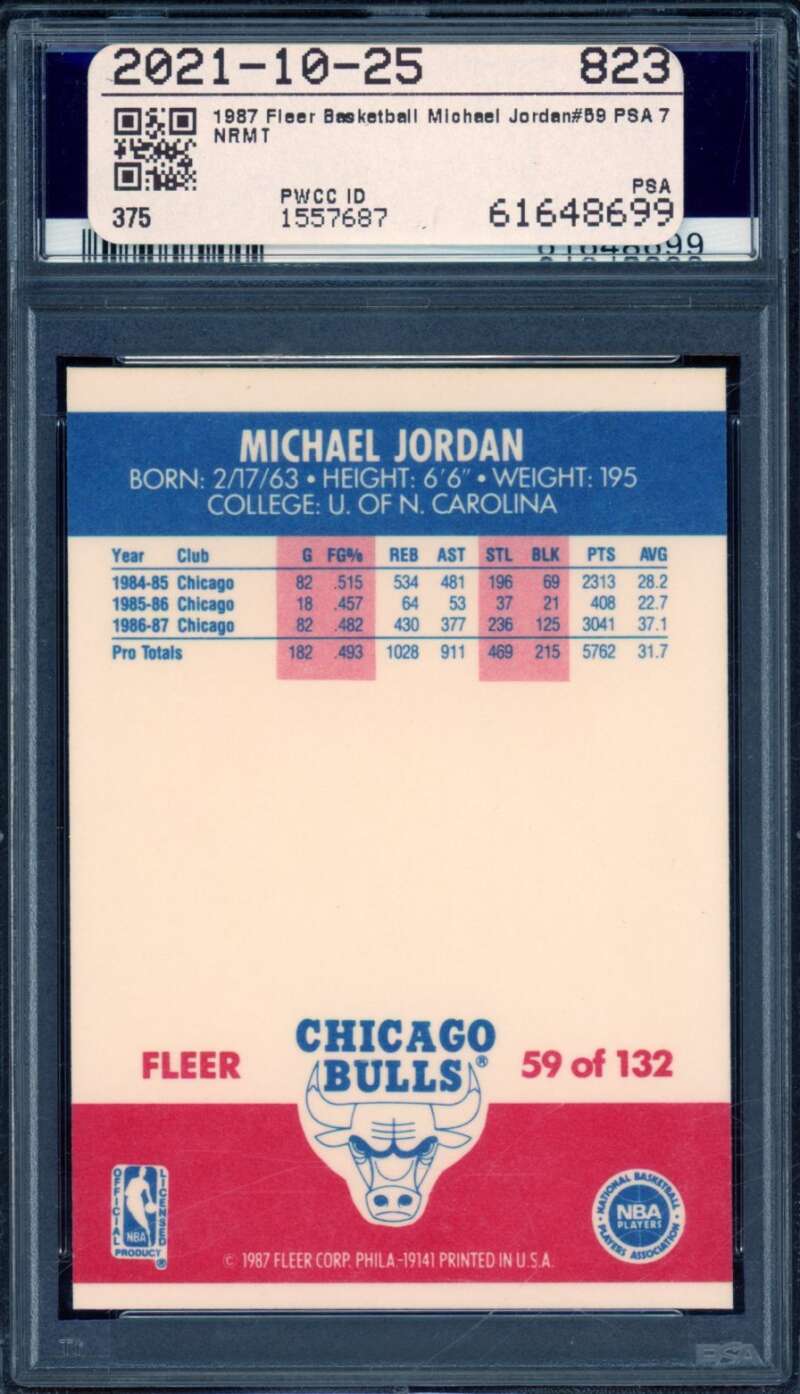 2021-10-25 823
1987 Fleer Basketball Michael Jordan#59 PSA 7
NRMT
PWCC ID PSA
375 1557687 61648699
61648699
MICHAEL JORDAN
BORN: 2/17/63 • HEIGHT: 6'6" • WEIGHT: 195
COLLEGE: U. OF N. CAROLINA
Year Club G FG% REB AST STL BLK PTS AVG
1984-85 Chicago 82 .515 534 481 196 69 2313 28.2
1985-86 Chicago 18 .457 64 53 37 21 408 22.7
1986-87 Chicago 82 .482 430 377 236 125 3041 37.1
Pro Totals 182 .493 1028 911 469 215 5762 31.7
CHICAGO
BULLS®
FLEER 59 of 132
OFFICIAL LICENSED
NBA
PRODUCT ®
NATIONAL BASKETBALL
NBA
PLAYERS
PLAYERS ASSOCIATION
© 1987 FLEER CORP. PHILA.-19141 PRINTED IN U.S.A.
PSA